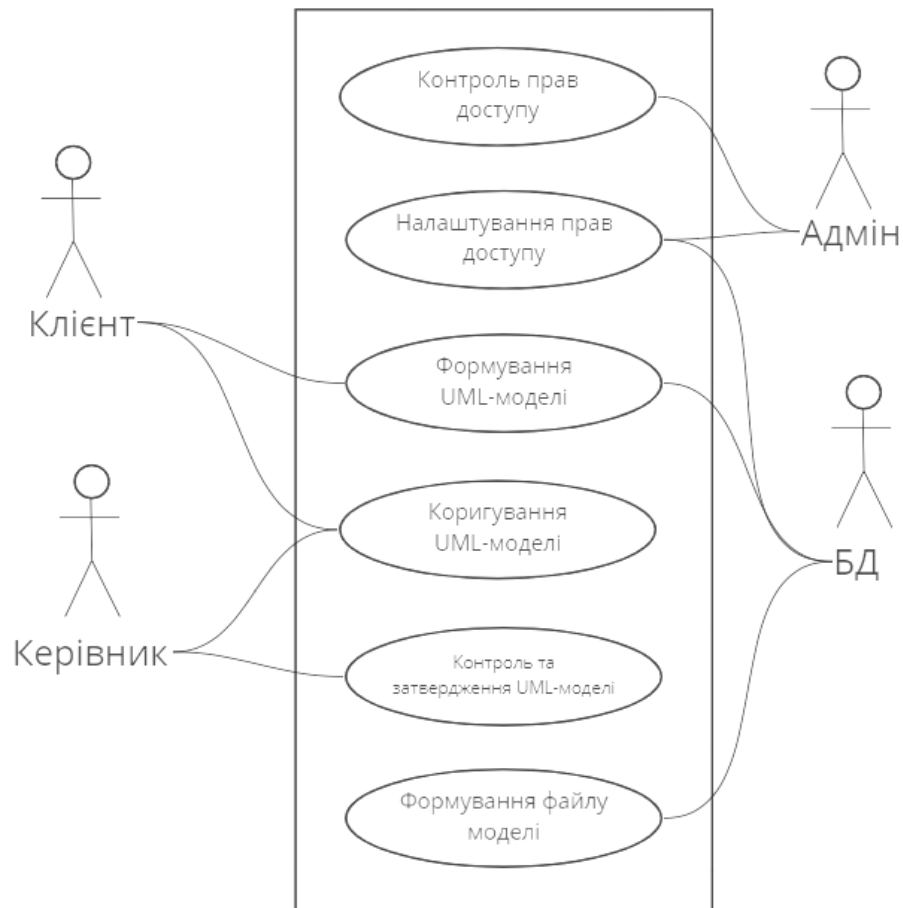 Контроль прав
доступу
Адмін
Налаштування прав
доступу
Клієнт
Формування
UML-моделі
Коригування
UML-моделі
БД
Керівник
Контроль та
затвердження UML-моделі
Формування файлу
моделі